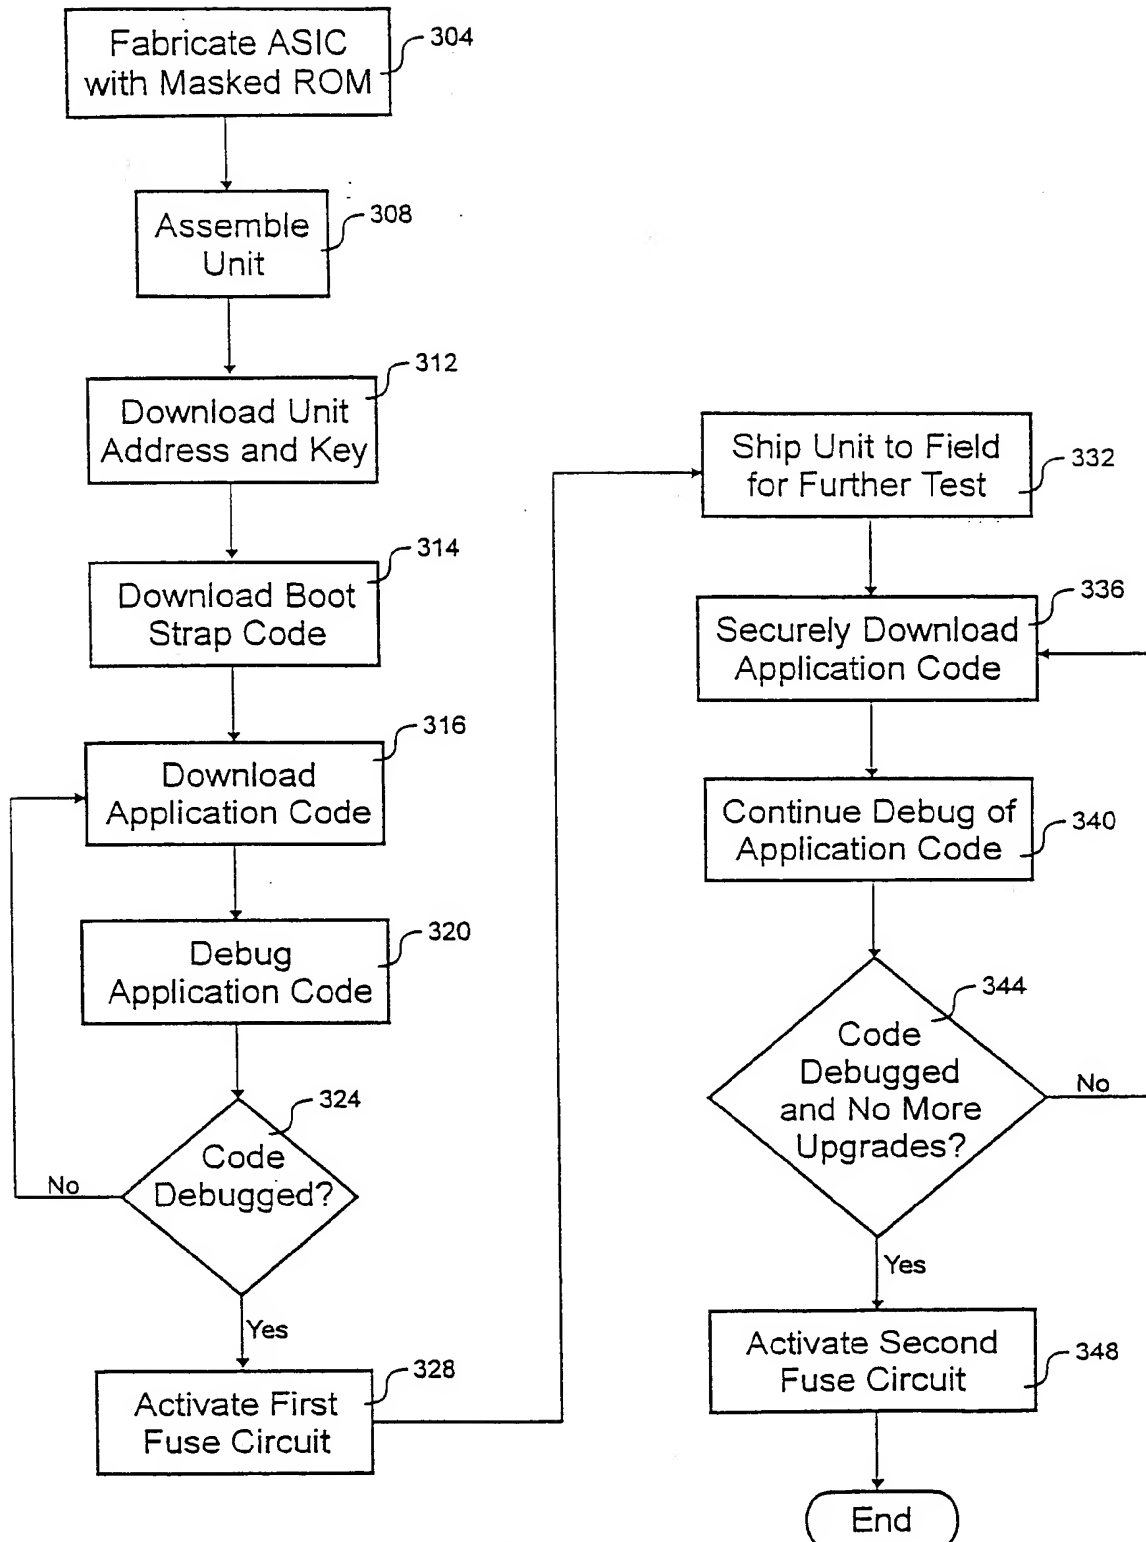 Fabricate ASIC
with Masked ROM
304
Assemble
Unit
308
312
Download Unit
Address and Key
314
Download Boot
Strap Code
316
Download
Application Code
320
Debug
Application Code
324
Code
Debugged?
No
Yes
328
Activate First
Fuse Circuit
Ship Unit to Field
for Further Test
332
336
Securely Download
Application Code
Continue Debug of
Application Code
340
344
Code
Debugged
and No More
Upgrades?
No
Yes
Activate Second
Fuse Circuit
348
End